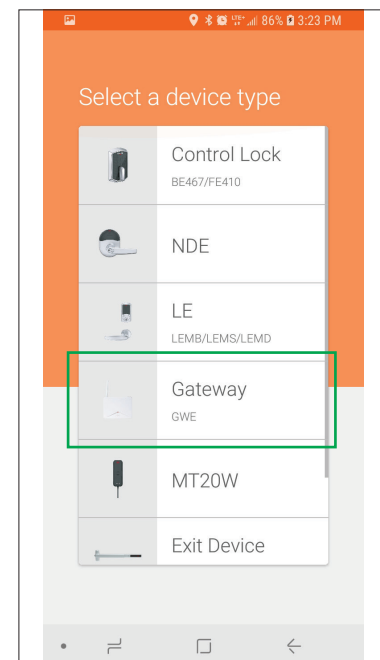 LTE+ 86% 3:23 PM
Select a device type
Control Lock
BE467/FE410
NDE
LE
LEMB/LEMS/LEMD
Gateway
GWE
MT20W
Exit Device